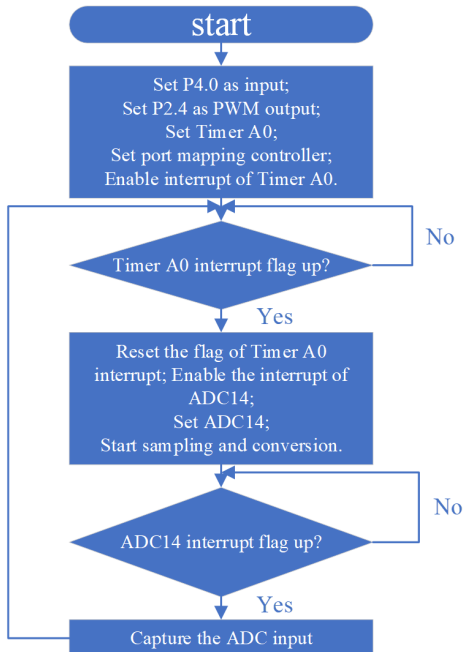 start
Set P4.0 as input;
Set P2.4 as PWM output;
Set Timer A0;
Set port mapping controller;
Enable interrupt of Timer A0.
No
Timer A0 interrupt flag up?
Yes
Reset the flag of Timer A0
interrupt; Enable the interrupt of
ADC14;
Set ADC14;
Start sampling and conversion.
No
ADC14 interrupt flag up?
Yes
Capture the ADC input